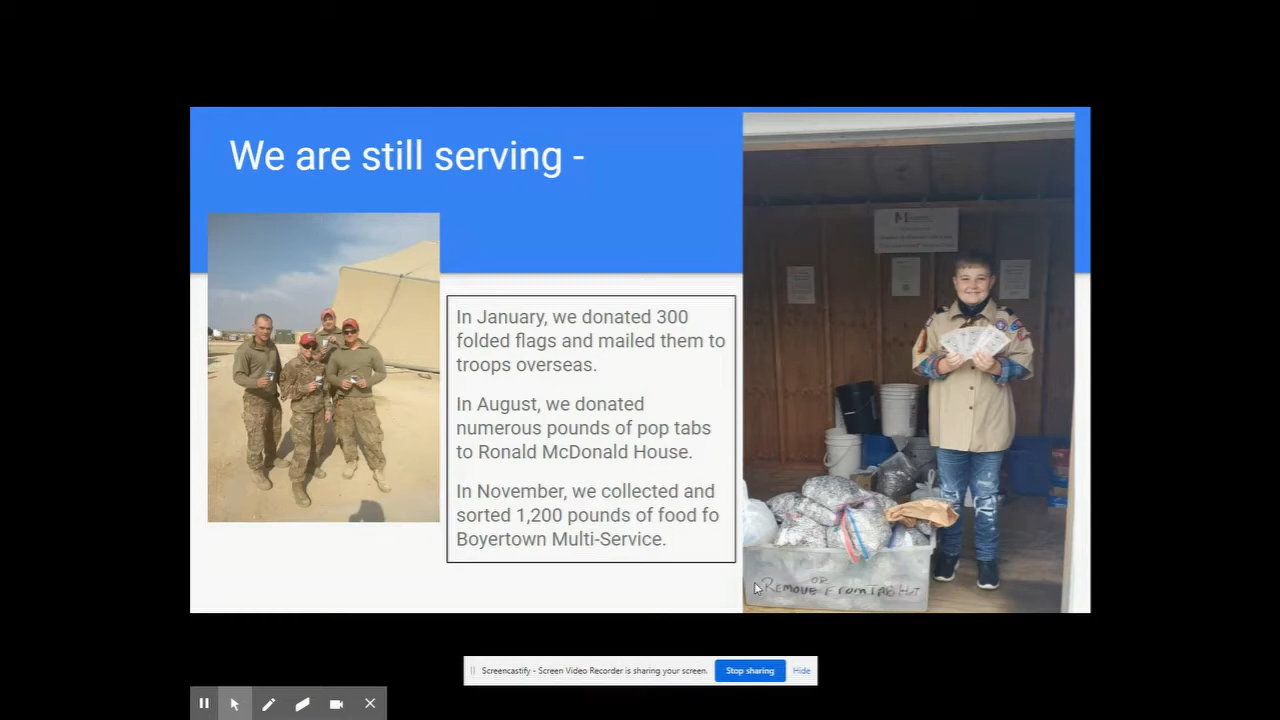 We are still serving -
In January, we donated 300
folded flags and mailed them to
troops overseas.
In August, we donated
numerous pounds of pop tabs
to Ronald McDonald House.
In November, we collected and
sorted 1,200 pounds of food fo
Boyertown Multi-Service.
OR
REMOVE FROM TAB HUT
Screencastify - Screen Video Recorder is sharing your screen.
Stop sharing
Hide